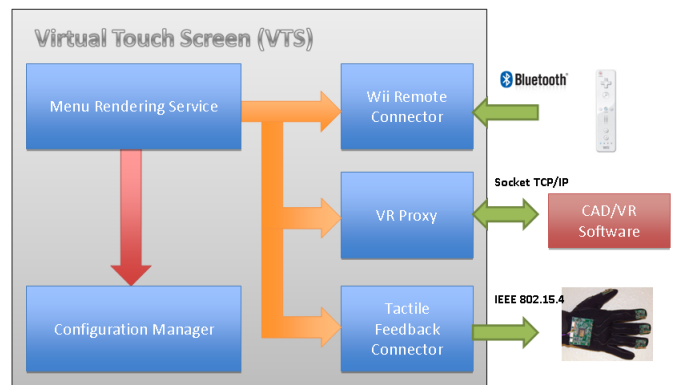 Virtual Touch Screen (VTS)
Menu Rendering Service
Wii Remote
Connector
Bluetooth
Socket TCP/IP
VR Proxy
CAD/VR
Software
IEEE 802.15.4
Configuration Manager
Tactile
Feedback
Connector